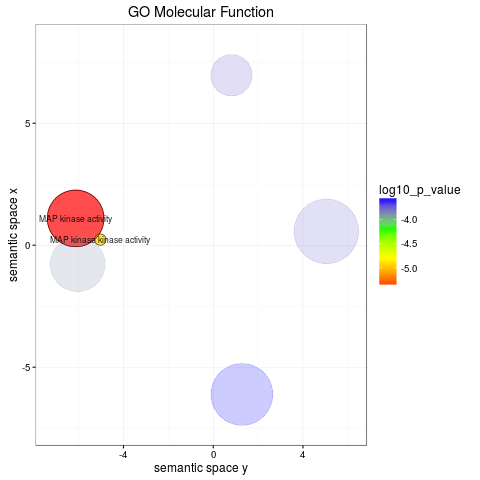 GO Molecular Function
5
0
-5
semantic space x
MAP kinase activity
MAP kinase kinase activity
-4
0
4
semantic space y
log10_p_value
-4.0
-4.5
-5.0